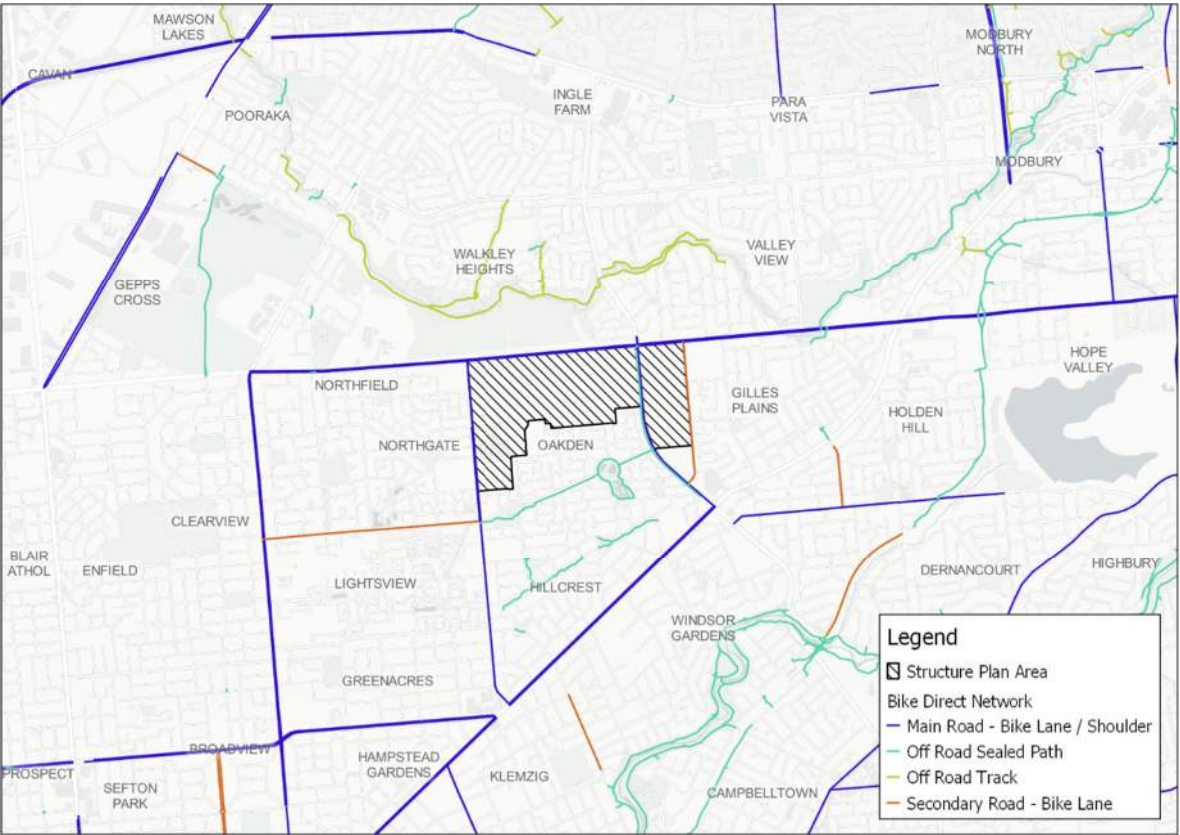 MAWSON
LAKES
MODBURY
NORTH
CAVAN
INGLE
FARM
PARA
VISTA
POORAKA
MODBURY
WALKLEY
HEIGHTS
VALLEY
VIEW
GEPPS
CROSS
HOPE
VALLEY
NORTHFIELD
GILLES
PLAINS
HOLDEN
HILL
NORTHGATE
OAKDEN
CLEARVIEW
BLAIR
ATHOL
ENFIELD
LIGHTSVIEW
HILLCREST
DERNANCOURT
HIGHBURY
WINDSOR
GARDENS
GREENACRES
BROADVIEW
HAMPSTEAD
GARDENS
KLEMZIG
PROSPECT
SEFTON
PARK
CAMPBELLTOWN
Legend
Structure Plan Area
Bike Direct Network
Main Road - Bike Lane / Shoulder
Off Road Sealed Path
Off Road Track
Secondary Road - Bike Lane